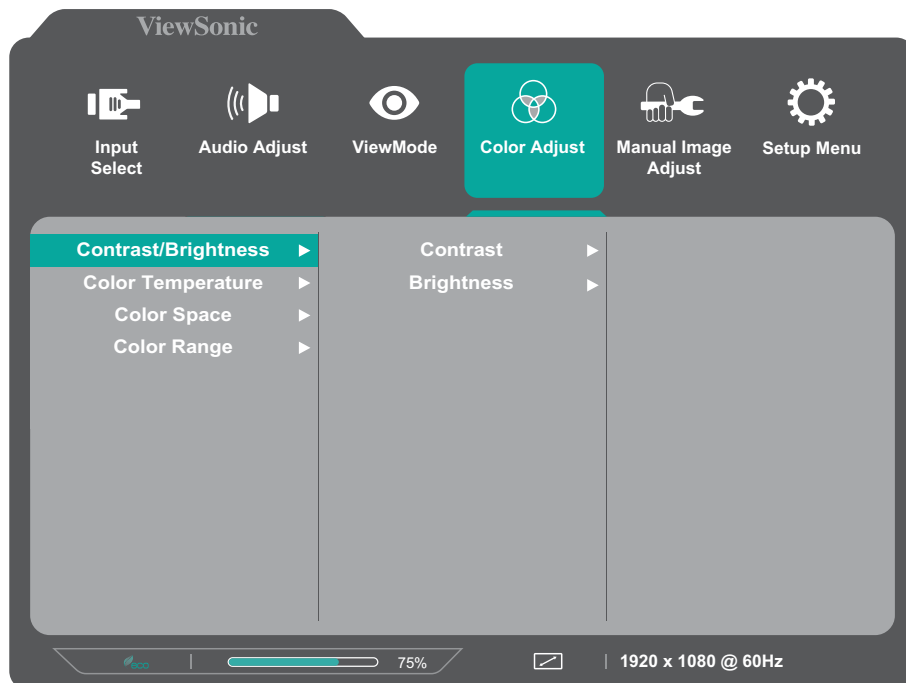 ViewSonic
Input
Select
Audio Adjust
ViewMode
Color Adjust
Manual Image
Adjust
Setup Menu
Contrast/Brightness
Color Temperature
Color Space
Color Range
Contrast
Brightness
eco
75%
1920 x 1080 @ 60Hz